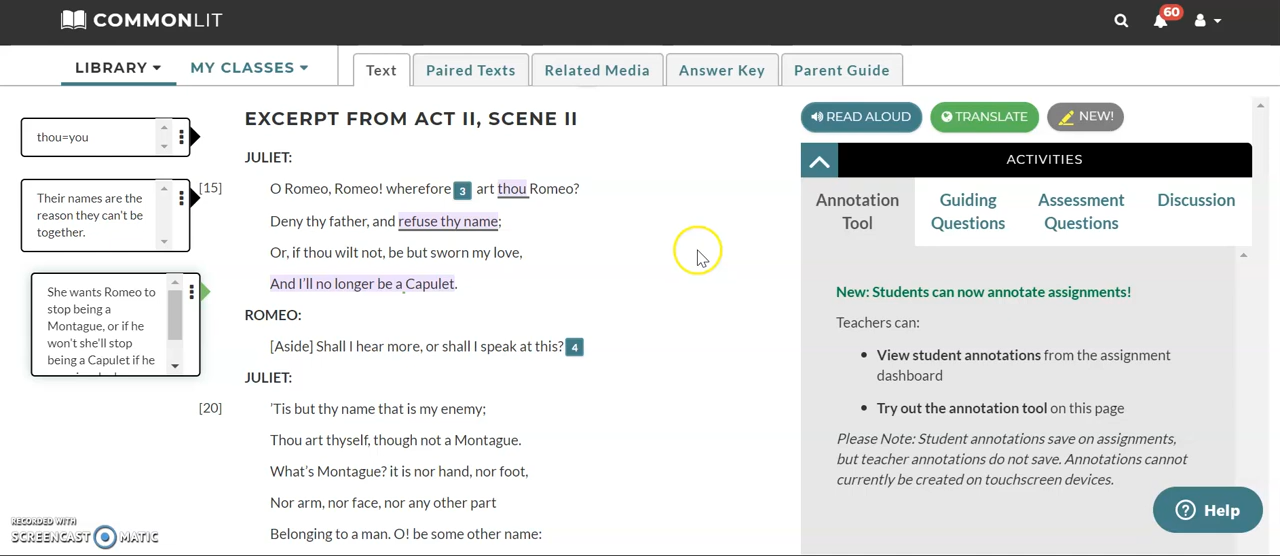 COMMONLIT
60
LIBRARY
MY CLASSES
Text
Paired Texts
Related Media
Answer Key
Parent Guide
thou=you
Their names are the
reason they can't be
together.
She wants Romeo to
stop being a
Montague, or if he
won't she'll stop
being a Capulet if he
EXCERPT FROM ACT II, SCENE II
JULIET:
[15] O Romeo, Romeo! wherefore 3 art thou Romeo?
Deny thy father, and refuse thy name;
Or, if thou wilt not, be but sworn my love,
And I'll no longer be a Capulet.
ROMEO:
[Aside] Shall I hear more, or shall I speak at this? 4
JULIET:
[20] 'Tis but thy name that is my enemy;
Thou art thyself, though not a Montague.
What's Montague? it is nor hand, nor foot,
Nor arm, nor face, nor any other part
Belonging to a man. O! be some other name:
READ ALOUD
TRANSLATE
NEW!
ACTIVITIES
Annotation
Tool
Guiding
Questions
Assessment
Questions
Discussion
New: Students can now annotate assignments!
Teachers can:
View student annotations from the assignment
dashboard
Try out the annotation tool on this page
Please Note: Student annotations save on assignments,
but teacher annotations do not save. Annotations cannot
currently be created on touchscreen devices.
Help
RECORDED WITH
SCREENCAST MATIC